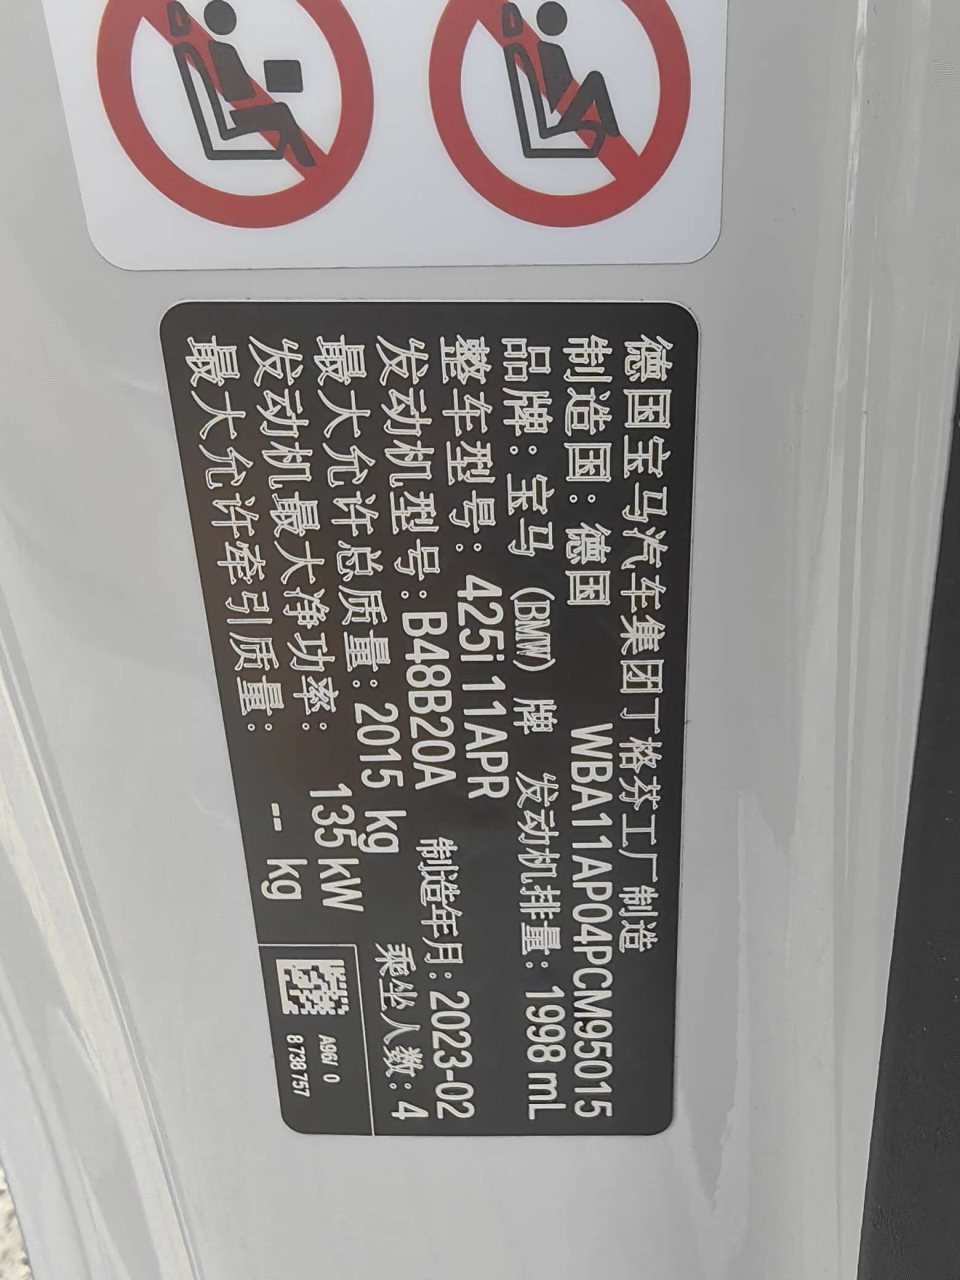 德国宝马汽车集团丁格芬工厂制造
制造国：德国 WBA11AP04PCM95015
品牌：宝马（BMW）牌 发动机排量：1998 mL
整车型号：425i 11APR
发动机型号：B48B20A 制造年月：2023-02
最大允许总质量：2015 kg 乘坐人数：4
发动机最大净功率： 135 kW
最大允许牵引质量： -- kg
A96/ 0
8 738 757